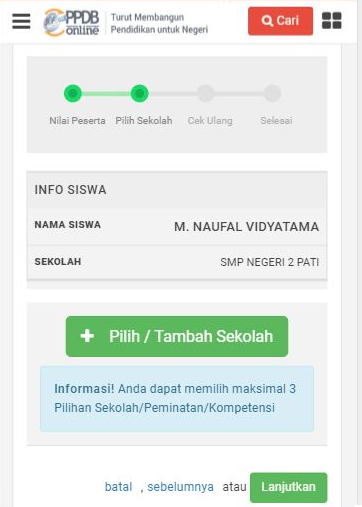 PPDB online
Turut Membangun
Pendidikan untuk Negeri
Cari
Nilai Peserta Pilih Sekolah Cek Ulang Selesai
INFO SISWA
NAMA SISWA M. NAUFAL VIDYATAMA
SEKOLAH SMP NEGERI 2 PATI
+ Pilih / Tambah Sekolah
Informasi! Anda dapat memilih maksimal 3
Pilihan Sekolah/Peminatan/Kompetensi
batal , sebelumnya atau Lanjutkan